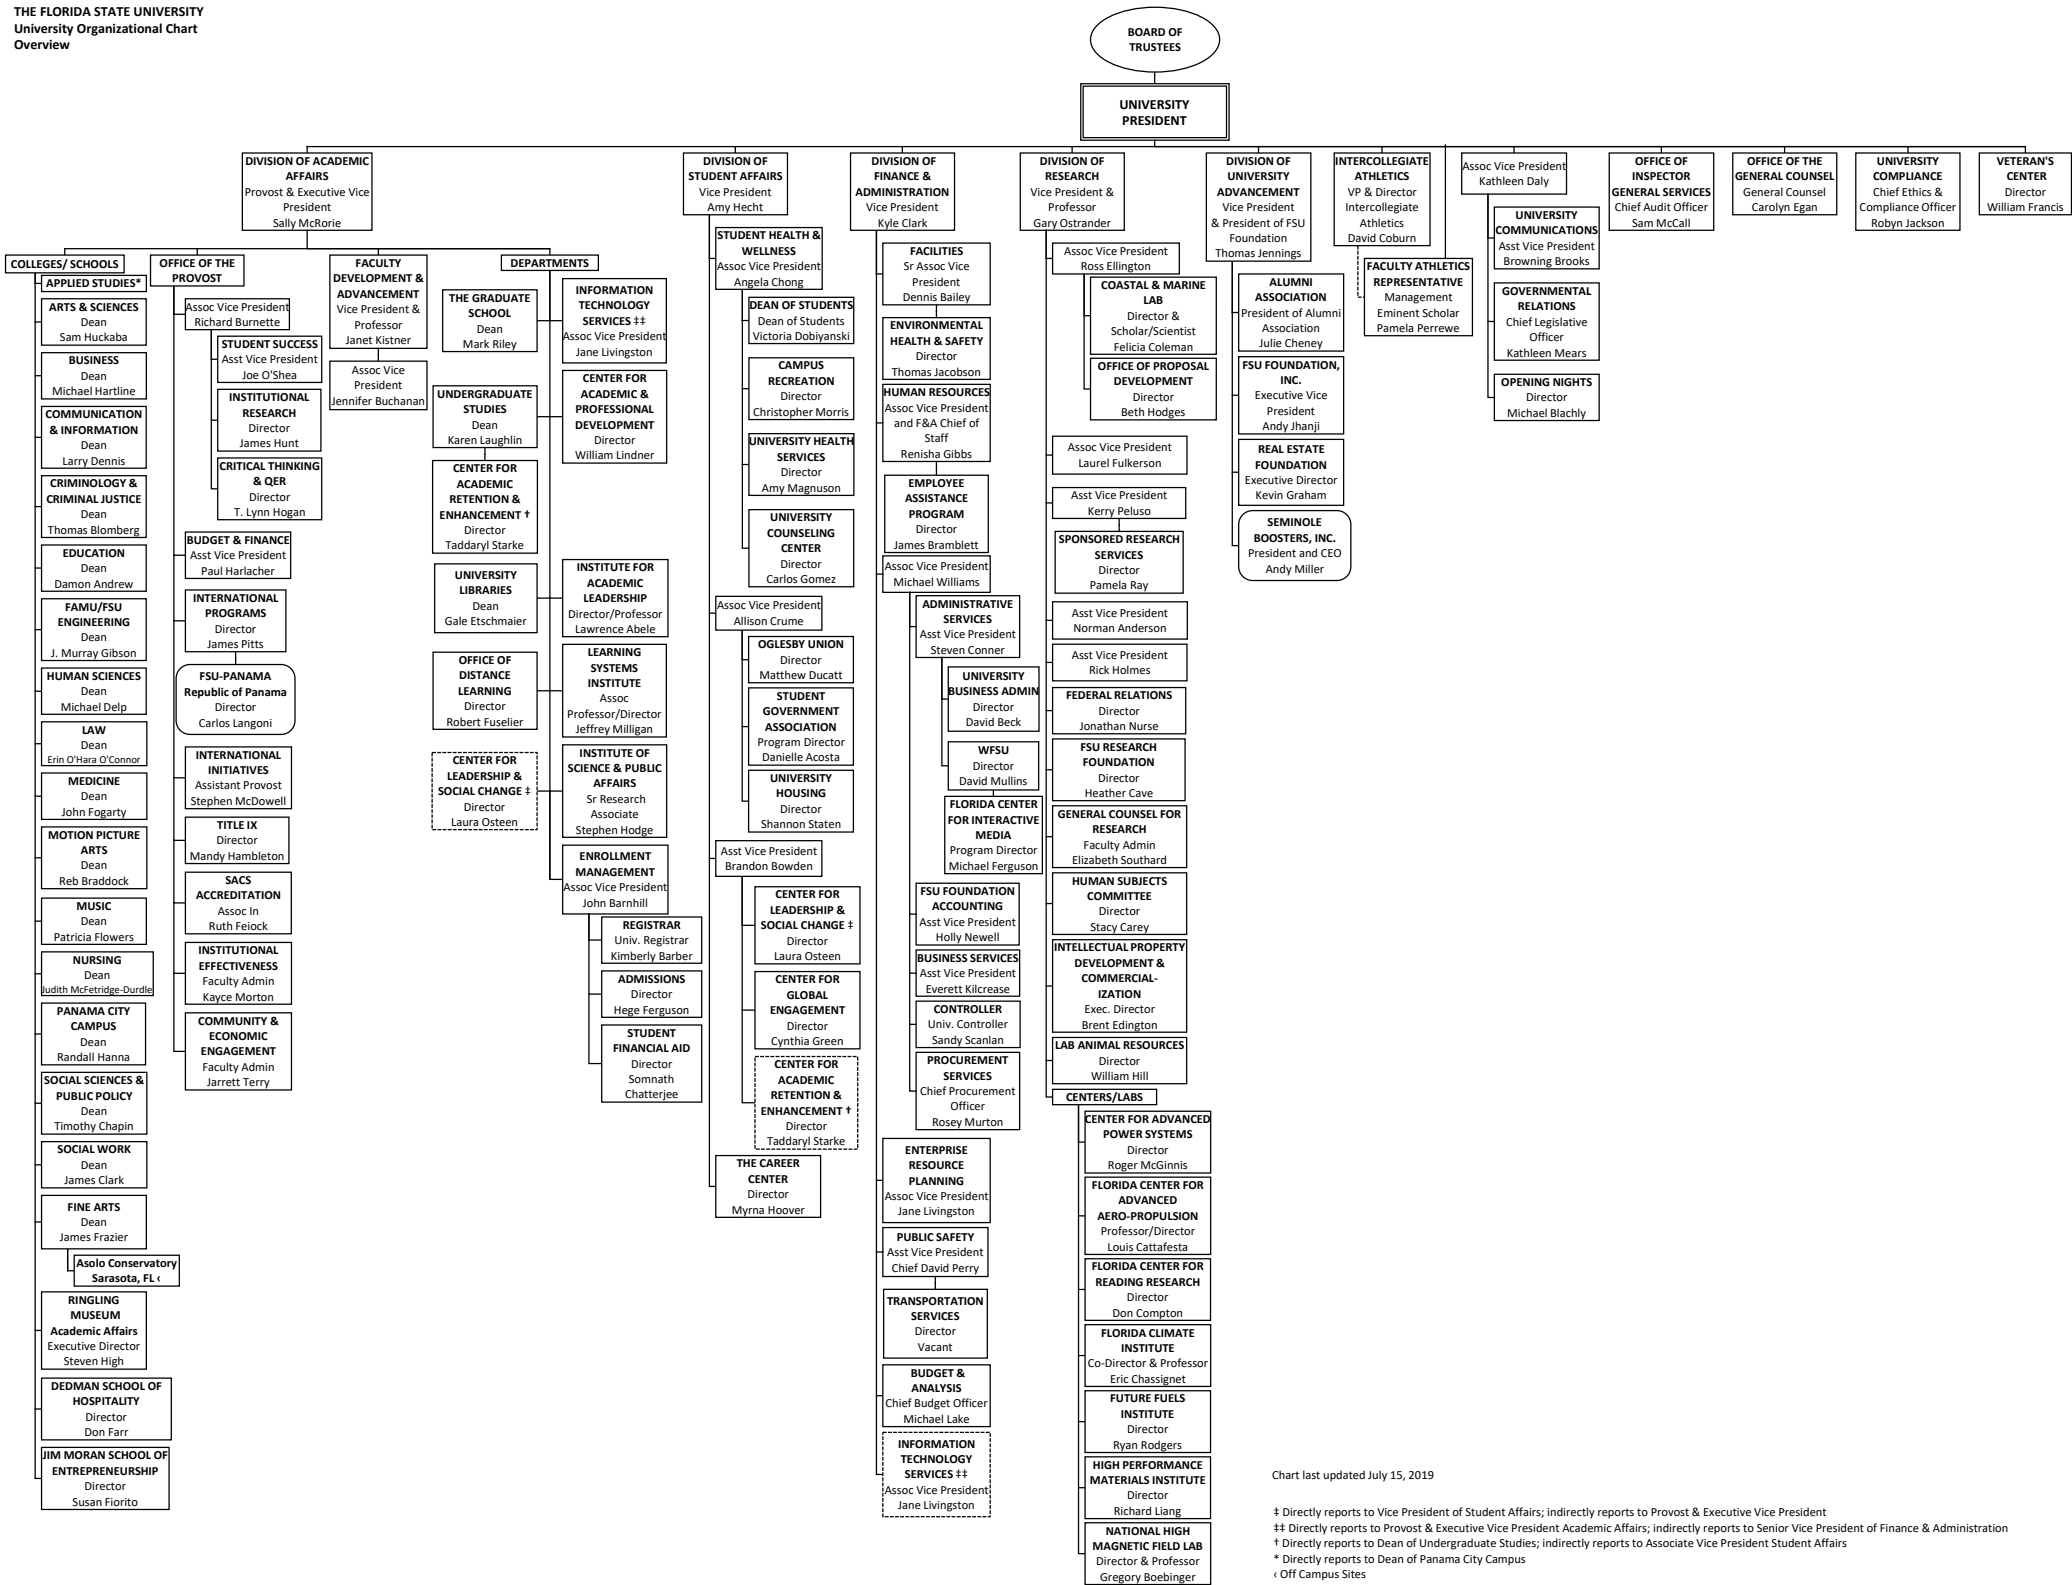 THE FLORIDA STATE UNIVERSITY
University Organizational Chart
Overview
BOARD OF
TRUSTEES
UNIVERSITY
PRESIDENT
DIVISION OF ACADEMIC
AFFAIRS
Provost & Executive Vice
President
Sally McRorie
COLLEGES/ SCHOOLS
APPLIED STUDIES*
ARTS & SCIENCES
Dean
Sam Huckaba
BUSINESS
Dean
Michael Hartline
COMMUNICATION
& INFORMATION
Dean
Larry Dennis
CRIMINOLOGY &
CRIMINAL JUSTICE
Dean
Thomas Blomberg
EDUCATION
Dean
Damon Andrew
FAMU/FSU
ENGINEERING
Dean
J. Murray Gibson
HUMAN SCIENCES
Dean
Michael Delp
LAW
Dean
Erin O'Hara O'Connor
MEDICINE
Dean
John Fogarty
MOTION PICTURE
ARTS
Dean
Reb Braddock
MUSIC
Dean
Patricia Flowers
NURSING
Dean
Judith McFetridge-Durdle
PANAMA CITY
CAMPUS
Dean
Randall Hanna
SOCIAL SCIENCES &
PUBLIC POLICY
Dean
Timothy Chapin
SOCIAL WORK
Dean
James Clark
FINE ARTS
Dean
James Frazier
Asolo Conservatory
Sarasota, FL ‹
RINGLING
MUSEUM
Academic Affairs
Executive Director
Steven High
DEDMAN SCHOOL OF
HOSPITALITY
Director
Don Farr
JIM MORAN SCHOOL OF
ENTREPRENEURSHIP
Director
Susan Fiorito
OFFICE OF THE
PROVOST
Assoc Vice President
Richard Burnette
STUDENT SUCCESS
Asst Vice President
Joe O'Shea
INSTITUTIONAL
RESEARCH
Director
James Hunt
CRITICAL THINKING
& QER
Director
T. Lynn Hogan
BUDGET & FINANCE
Asst Vice President
Paul Harlacher
INTERNATIONAL
PROGRAMS
Director
James Pitts
FSU-PANAMA
Republic of Panama
Director
Carlos Langoni
INTERNATIONAL
INITIATIVES
Assistant Provost
Stephen McDowell
TITLE IX
Director
Mandy Hambleton
SACS
ACCREDITATION
Assoc In
Ruth Feiock
INSTITUTIONAL
EFFECTIVENESS
Faculty Admin
Kayce Morton
COMMUNITY &
ECONOMIC
ENGAGEMENT
Faculty Admin
Jarrett Terry
FACULTY
DEVELOPMENT &
ADVANCEMENT
Vice President &
Professor
Janet Kistner
Assoc Vice
President
Jennifer Buchanan
DEPARTMENTS
THE GRADUATE
SCHOOL
Dean
Mark Riley
UNDERGRADUATE
STUDIES
Dean
Karen Laughlin
CENTER FOR
ACADEMIC
RETENTION &
ENHANCEMENT †
Director
Taddaryl Starke
UNIVERSITY
LIBRARIES
Dean
Gale Etschmaier
OFFICE OF
DISTANCE
LEARNING
Director
Robert Fuselier
CENTER FOR
LEADERSHIP &
SOCIAL CHANGE ‡
Director
Laura Osteen
INFORMATION
TECHNOLOGY
SERVICES ‡‡
Assoc Vice President
Jane Livingston
CENTER FOR
ACADEMIC &
PROFESSIONAL
DEVELOPMENT
Director
William Lindner
INSTITUTE FOR
ACADEMIC
LEADERSHIP
Director/Professor
Lawrence Abele
LEARNING
SYSTEMS
INSTITUTE
Assoc
Professor/Director
Jeffrey Milligan
INSTITUTE OF
SCIENCE & PUBLIC
AFFAIRS
Sr Research
Associate
Stephen Hodge
ENROLLMENT
MANAGEMENT
Assoc Vice President
John Barnhill
REGISTRAR
Univ. Registrar
Kimberly Barber
ADMISSIONS
Director
Hege Ferguson
STUDENT
FINANCIAL AID
Director
Somnath
Chatterjee
DIVISION OF
STUDENT AFFAIRS
Vice President
Amy Hecht
STUDENT HEALTH &
WELLNESS
Assoc Vice President
Angela Chong
DEAN OF STUDENTS
Dean of Students
Victoria Dobiyanski
CAMPUS
RECREATION
Director
Christopher Morris
UNIVERSITY HEALTH
SERVICES
Director
Amy Magnuson
UNIVERSITY
COUNSELING
CENTER
Director
Carlos Gomez
Assoc Vice President
Allison Crume
OGLESBY UNION
Director
Matthew Ducatt
STUDENT
GOVERNMENT
ASSOCIATION
Program Director
Danielle Acosta
UNIVERSITY
HOUSING
Director
Shannon Staten
Asst Vice President
Brandon Bowden
CENTER FOR
LEADERSHIP &
SOCIAL CHANGE ‡
Director
Laura Osteen
CENTER FOR
GLOBAL
ENGAGEMENT
Director
Cynthia Green
CENTER FOR
ACADEMIC
RETENTION &
ENHANCEMENT †
Director
Taddaryl Starke
THE CAREER
CENTER
Director
Myrna Hoover
DIVISION OF
FINANCE &
ADMINISTRATION
Vice President
Kyle Clark
FACILITIES
Sr Assoc Vice
President
Dennis Bailey
ENVIRONMENTAL
HEALTH & SAFETY
Director
Thomas Jacobson
HUMAN RESOURCES
Assoc Vice President
and F&A Chief of
Staff
Renisha Gibbs
EMPLOYEE
ASSISTANCE
PROGRAM
Director
James Bramblett
Assoc Vice President
Michael Williams
ADMINISTRATIVE
SERVICES
Asst Vice President
Steven Conner
UNIVERSITY
BUSINESS ADMIN
Director
David Beck
WFSU
Director
David Mullins
FLORIDA CENTER
FOR INTERACTIVE
MEDIA
Program Director
Michael Ferguson
FSU FOUNDATION
ACCOUNTING
Asst Vice President
Holly Newell
BUSINESS SERVICES
Asst Vice President
Everett Kilcrease
CONTROLLER
Univ. Controller
Sandy Scanlan
PROCUREMENT
SERVICES
Chief Procurement
Officer
Rosey Murton
ENTERPRISE
RESOURCE
PLANNING
Assoc Vice President
Jane Livingston
PUBLIC SAFETY
Asst Vice President
Chief David Perry
TRANSPORTATION
SERVICES
Director
Vacant
BUDGET &
ANALYSIS
Chief Budget Officer
Michael Lake
INFORMATION
TECHNOLOGY
SERVICES ‡‡
Assoc Vice President
Jane Livingston
DIVISION OF
RESEARCH
Vice President &
Professor
Gary Ostrander
Assoc Vice President
Ross Ellington
COASTAL & MARINE
LAB
Director &
Scholar/Scientist
Felicia Coleman
OFFICE OF PROPOSAL
DEVELOPMENT
Director
Beth Hodges
Assoc Vice President
Laurel Fulkerson
Asst Vice President
Kerry Peluso
SPONSORED RESEARCH
SERVICES
Director
Pamela Ray
Asst Vice President
Norman Anderson
Asst Vice President
Rick Holmes
FEDERAL RELATIONS
Director
Jonathan Nurse
FSU RESEARCH
FOUNDATION
Director
Heather Cave
GENERAL COUNSEL FOR
RESEARCH
Faculty Admin
Elizabeth Southard
HUMAN SUBJECTS
COMMITTEE
Director
Stacy Carey
INTELLECTUAL PROPERTY
DEVELOPMENT &
COMMERCIAL-
IZATION
Exec. Director
Brent Edington
LAB ANIMAL RESOURCES
Director
William Hill
CENTERS/LABS
CENTER FOR ADVANCED
POWER SYSTEMS
Director
Roger McGinnis
FLORIDA CENTER FOR
ADVANCED
AERO-PROPULSION
Professor/Director
Louis Cattafesta
FLORIDA CENTER FOR
READING RESEARCH
Director
Don Compton
FLORIDA CLIMATE
INSTITUTE
Co-Director & Professor
Eric Chassignet
FUTURE FUELS
INSTITUTE
Director
Ryan Rodgers
HIGH PERFORMANCE
MATERIALS INSTITUTE
Director
Richard Liang
NATIONAL HIGH
MAGNETIC FIELD LAB
Director & Professor
Gregory Boebinger
DIVISION OF
UNIVERSITY
ADVANCEMENT
Vice President
& President of FSU
Foundation
Thomas Jennings
ALUMNI
ASSOCIATION
President of Alumni
Association
Julie Cheney
FSU FOUNDATION,
INC.
Executive Vice
President
Andy Jhanji
REAL ESTATE
FOUNDATION
Executive Director
Kevin Graham
SEMINOLE
BOOSTERS, INC.
President and CEO
Andy Miller
INTERCOLLEGIATE
ATHLETICS
VP & Director
Intercollegiate
Athletics
David Coburn
FACULTY ATHLETICS
REPRESENTATIVE
Management
Eminent Scholar
Pamela Perrewe
Assoc Vice President
Kathleen Daly
UNIVERSITY
COMMUNICATIONS
Asst Vice President
Browning Brooks
GOVERNMENTAL
RELATIONS
Chief Legislative
Officer
Kathleen Mears
OPENING NIGHTS
Director
Michael Blachly
OFFICE OF
INSPECTOR
GENERAL SERVICES
Chief Audit Officer
Sam McCall
OFFICE OF THE
GENERAL COUNSEL
General Counsel
Carolyn Egan
UNIVERSITY
COMPLIANCE
Chief Ethics &
Compliance Officer
Robyn Jackson
VETERAN'S
CENTER
Director
William Francis
Chart last updated July 15, 2019
‡ Directly reports to Vice President of Student Affairs; indirectly reports to Provost & Executive Vice President
‡‡ Directly reports to Provost & Executive Vice President Academic Affairs; indirectly reports to Senior Vice President of Finance & Administration
† Directly reports to Dean of Undergraduate Studies; indirectly reports to Associate Vice President Student Affairs
* Directly reports to Dean of Panama City Campus
‹ Off Campus Sites